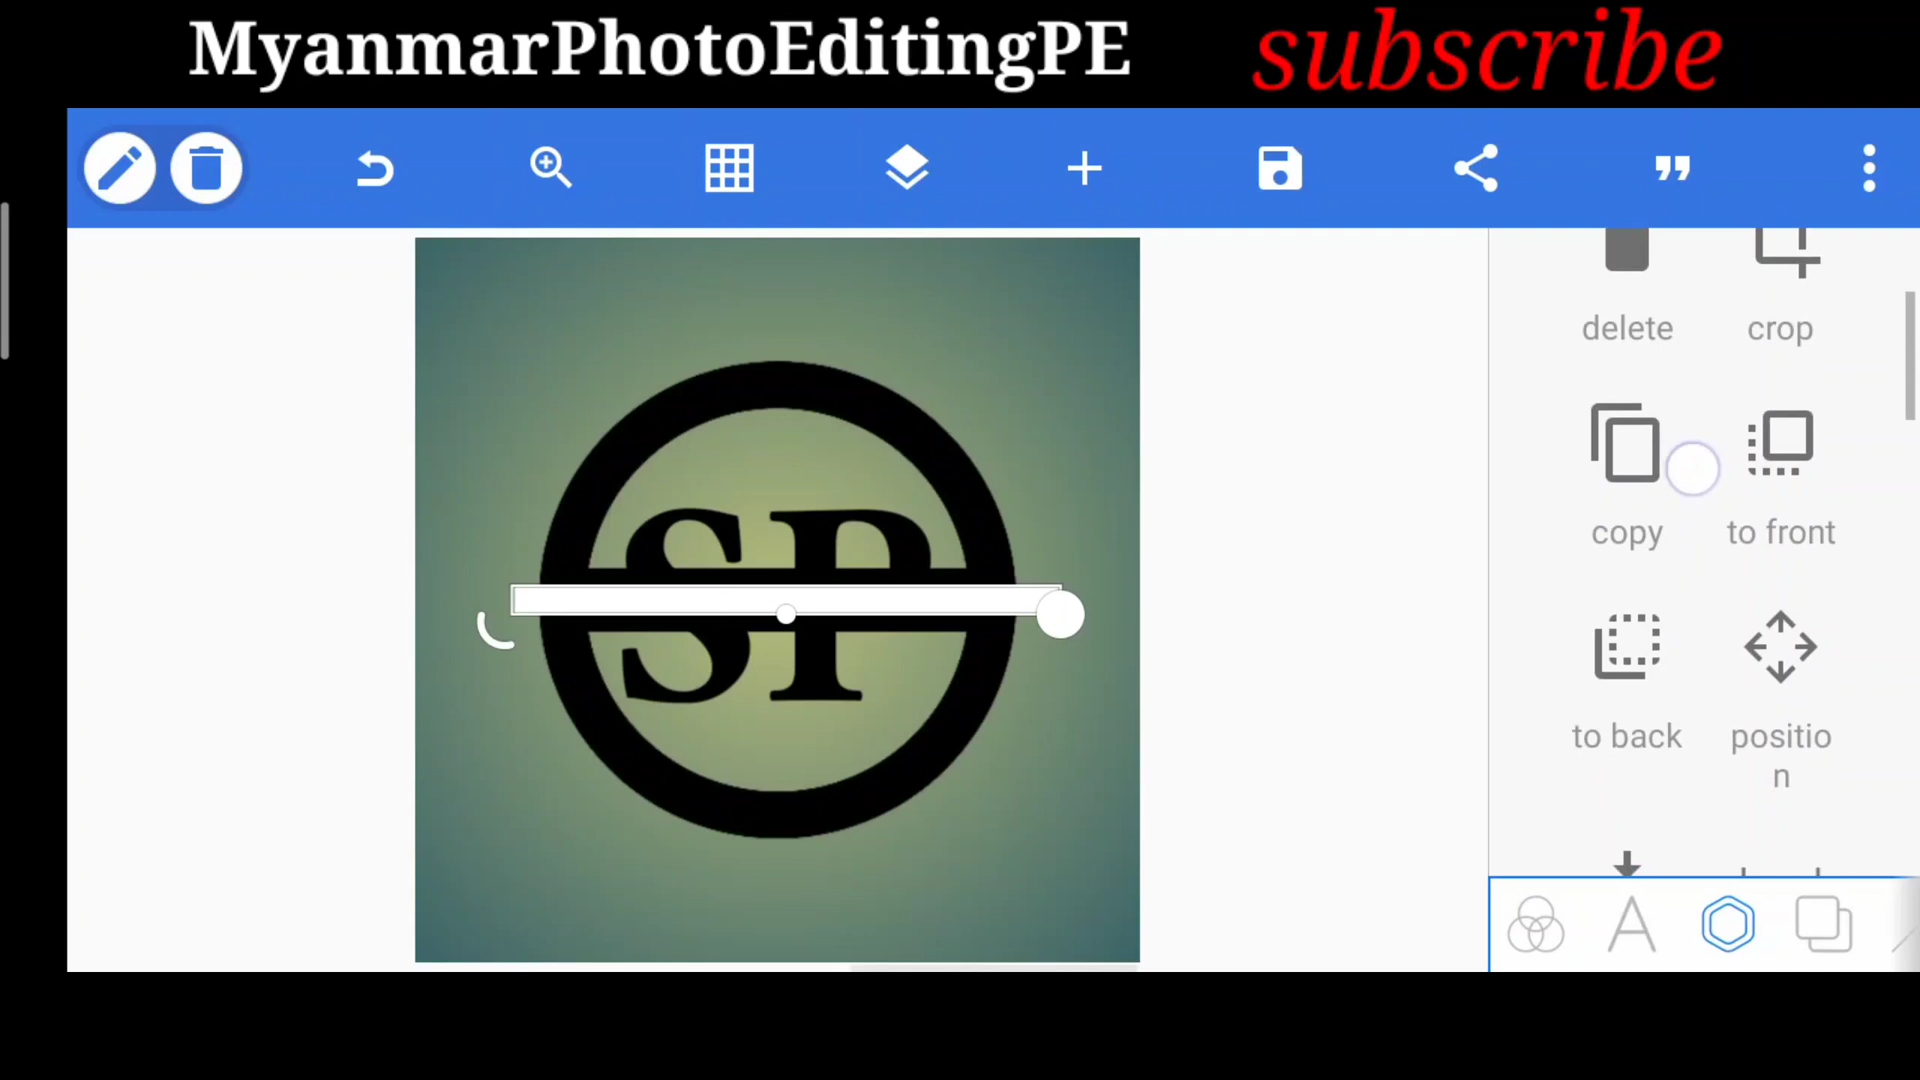 MyanmarPhotoEditingPE subscribe
delete crop
SP
copy to front
to back positio
n